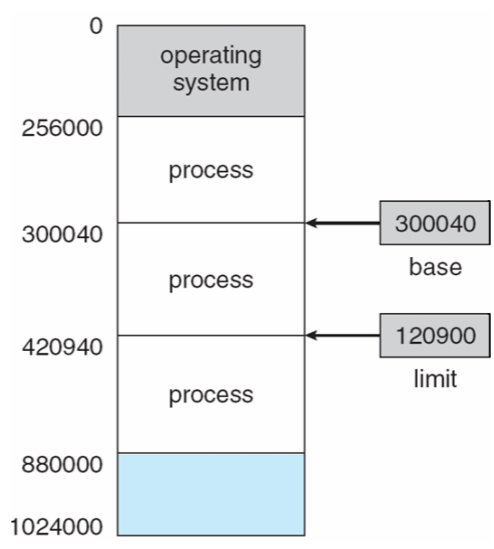 0
operating
system
256000
process
300040
300040
base
process
420940
120900
limit
process
880000
1024000